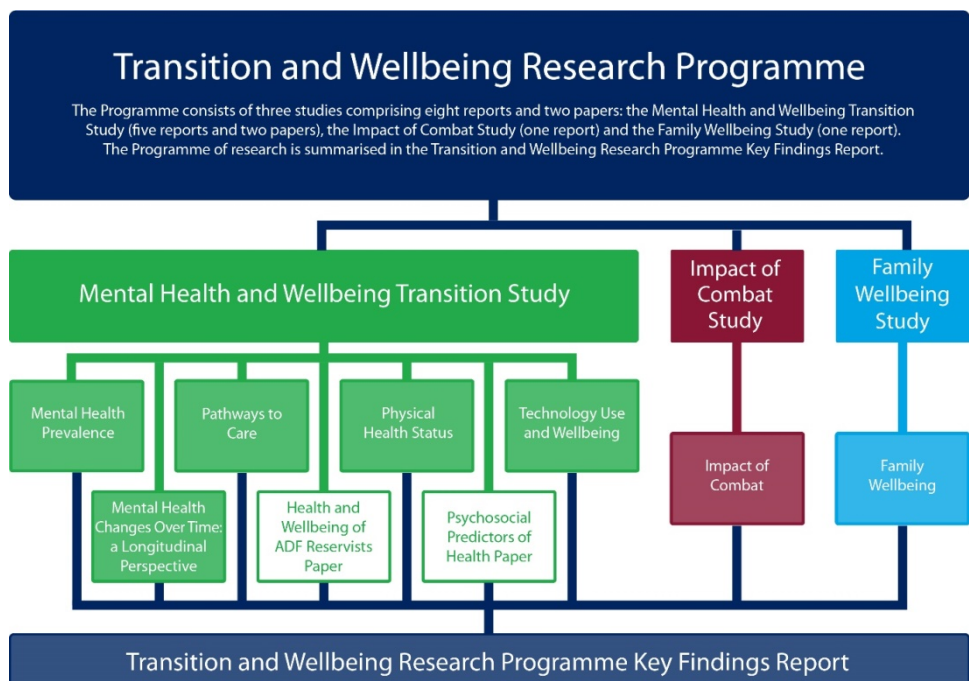 Transition and Wellbeing Research Programme
The Programme consists of three studies comprising eight reports and two papers: the Mental Health and Wellbeing Transition
Study (five reports and two papers), the Impact of Combat Study (one report) and the Family Wellbeing Study (one report).
The Programme of research is summarised in the Transition and Wellbeing Research Programme Key Findings Report.
Mental Health and Wellbeing Transition Study
Impact of
Combat
Study
Family
Wellbeing
Study
Mental Health
Prevalence
Pathways to
Care
Physical
Health Status
Technology Use
and Wellbeing
Impact of
Combat
Family
Wellbeing
Mental Health
Changes Over Time:
a Longitudinal
Perspective
Health and
Wellbeing of
ADF Reservists
Paper
Psychosocial
Predictors of
Health Paper
Transition and Wellbeing Research Programme Key Findings Report